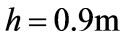 h = 0.9m